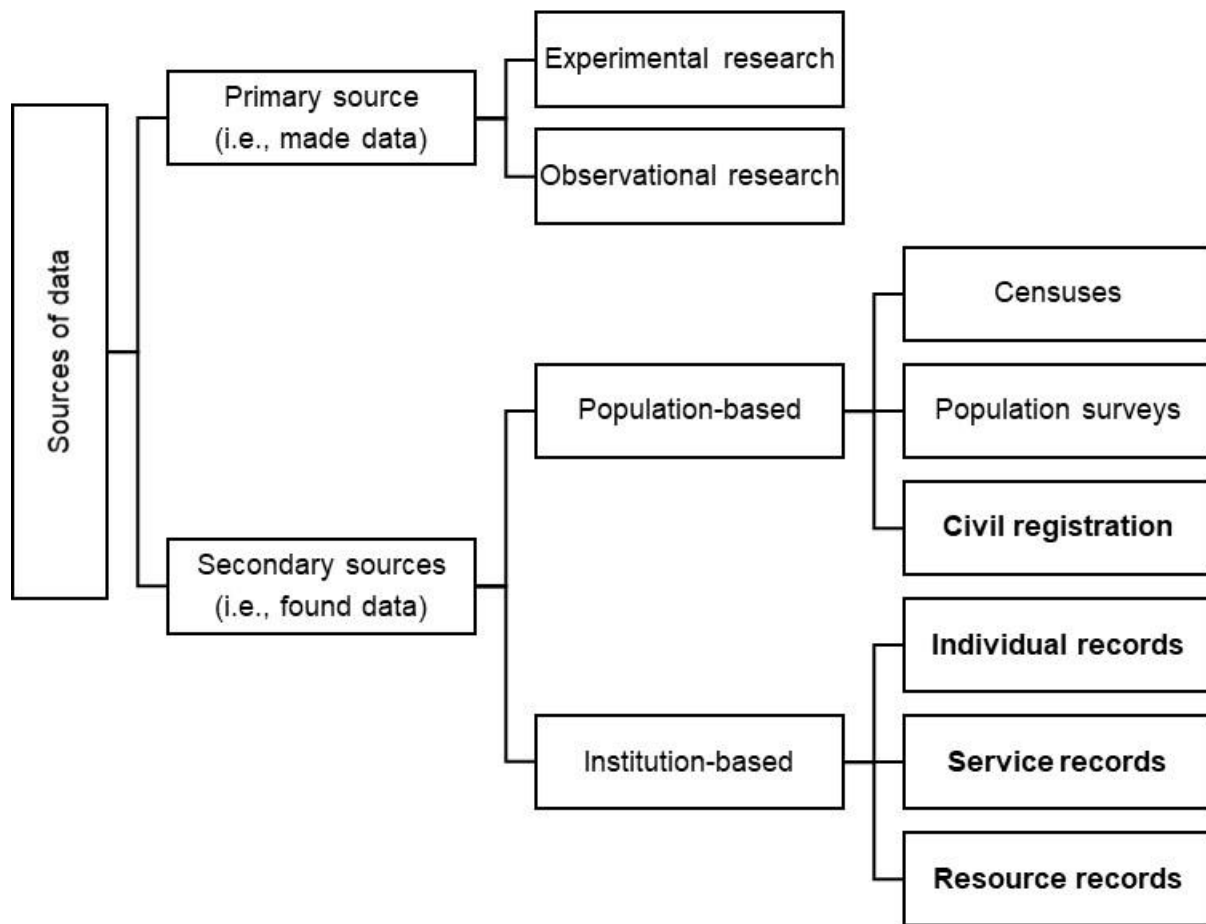 Sources of data
Primary source
(i.e., made data)
Experimental research
Observational research
Secondary sources
(i.e., found data)
Population-based
Censuses
Population surveys
Civil registration
Institution-based
Individual records
Service records
Resource records